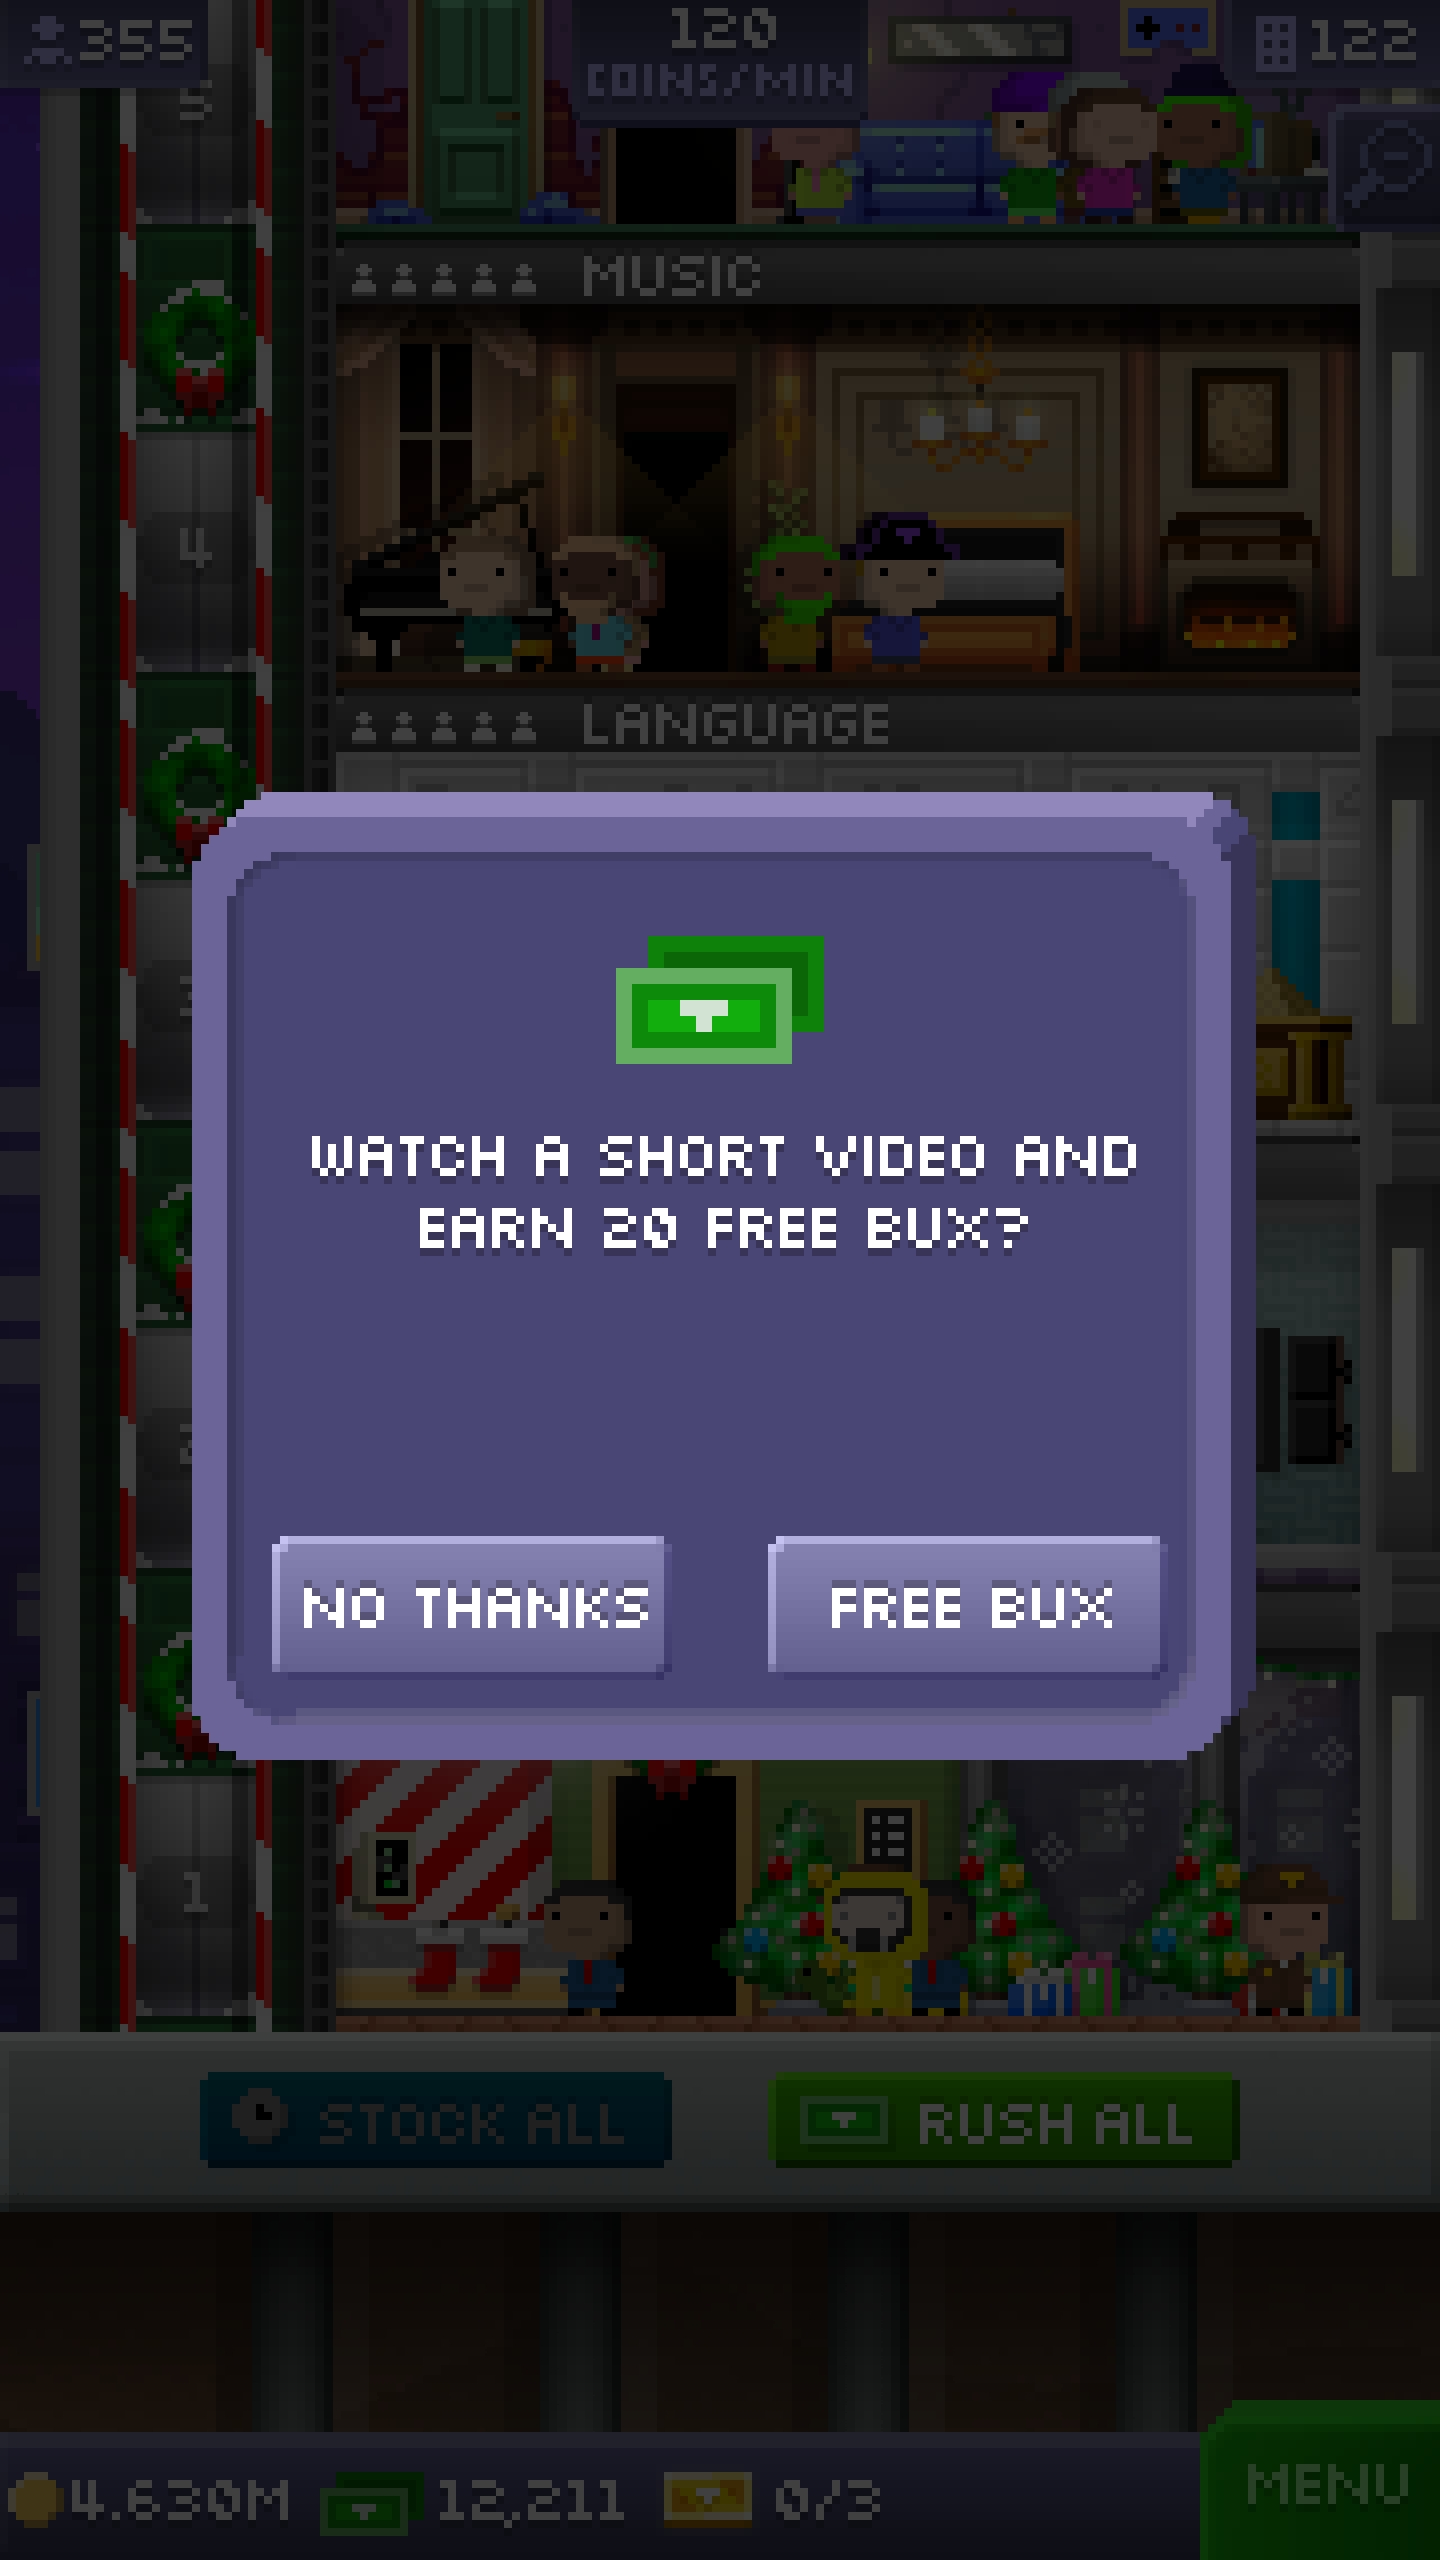 355
120
COINS/MIN
122
5
MUSIC
4
LANGUAGE
WATCH A SHORT VIDEO AND
EARN 20 FREE BUX?
NO THANKS
FREE BUX
1
STOCK ALL
RUSH ALL
4.630M
12,211
0/3
MENU